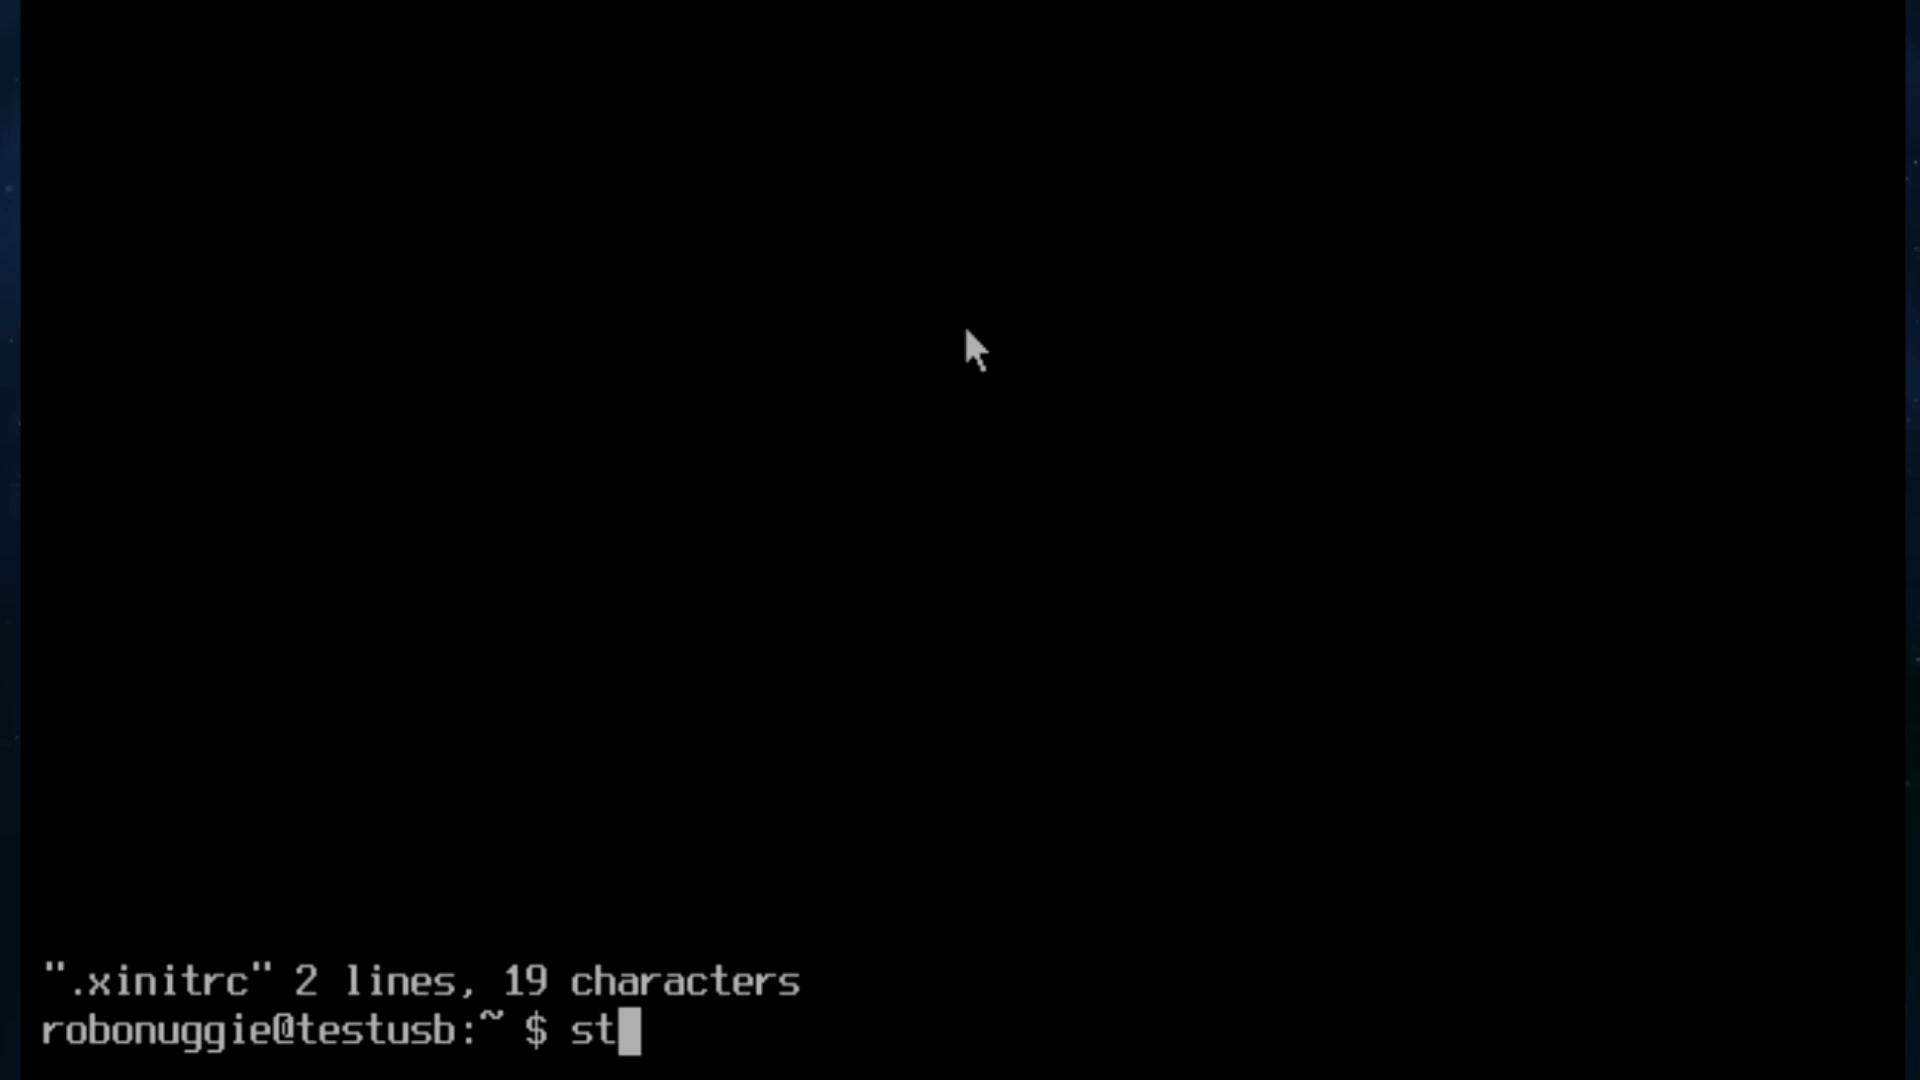 ".xinitrc" 2 lines, 19 characters
robonuggie@testusb:~ $ st